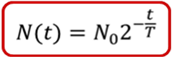 N(t) = N₀2^(-t/T)